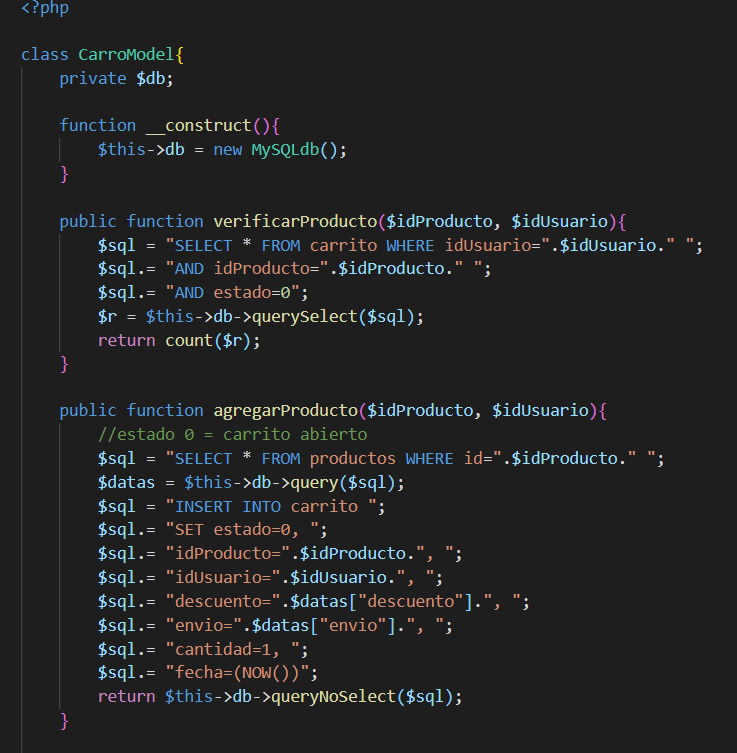 <?php
class CarroModel{
private $db;
function __construct(){
$this->db = new MySQLdb();
}
public function verificarProducto($idProducto, $idUsuario){
$sql = "SELECT * FROM carrito WHERE idUsuario=".$idUsuario." ";
$sql.= "AND idProducto=".$idProducto." ";
$sql.= "AND estado=0";
$r = $this->db->querySelect($sql);
return count($r);
}
public function agregarProducto($idProducto, $idUsuario){
//estado 0 = carrito abierto
$sql = "SELECT * FROM productos WHERE id=".$idProducto." ";
$datas = $this->db->query($sql);
$sql = "INSERT INTO carrito ";
$sql.= "SET estado=0, ";
$sql.= "idProducto=".$idProducto.", ";
$sql.= "idUsuario=".$idUsuario.", ";
$sql.= "descuento=".$datas["descuento"].", ";
$sql.= "envio=".$datas["envio"].", ";
$sql.= "cantidad=1, ";
$sql.= "fecha=(NOW())";
return $this->db->queryNoSelect($sql);
}